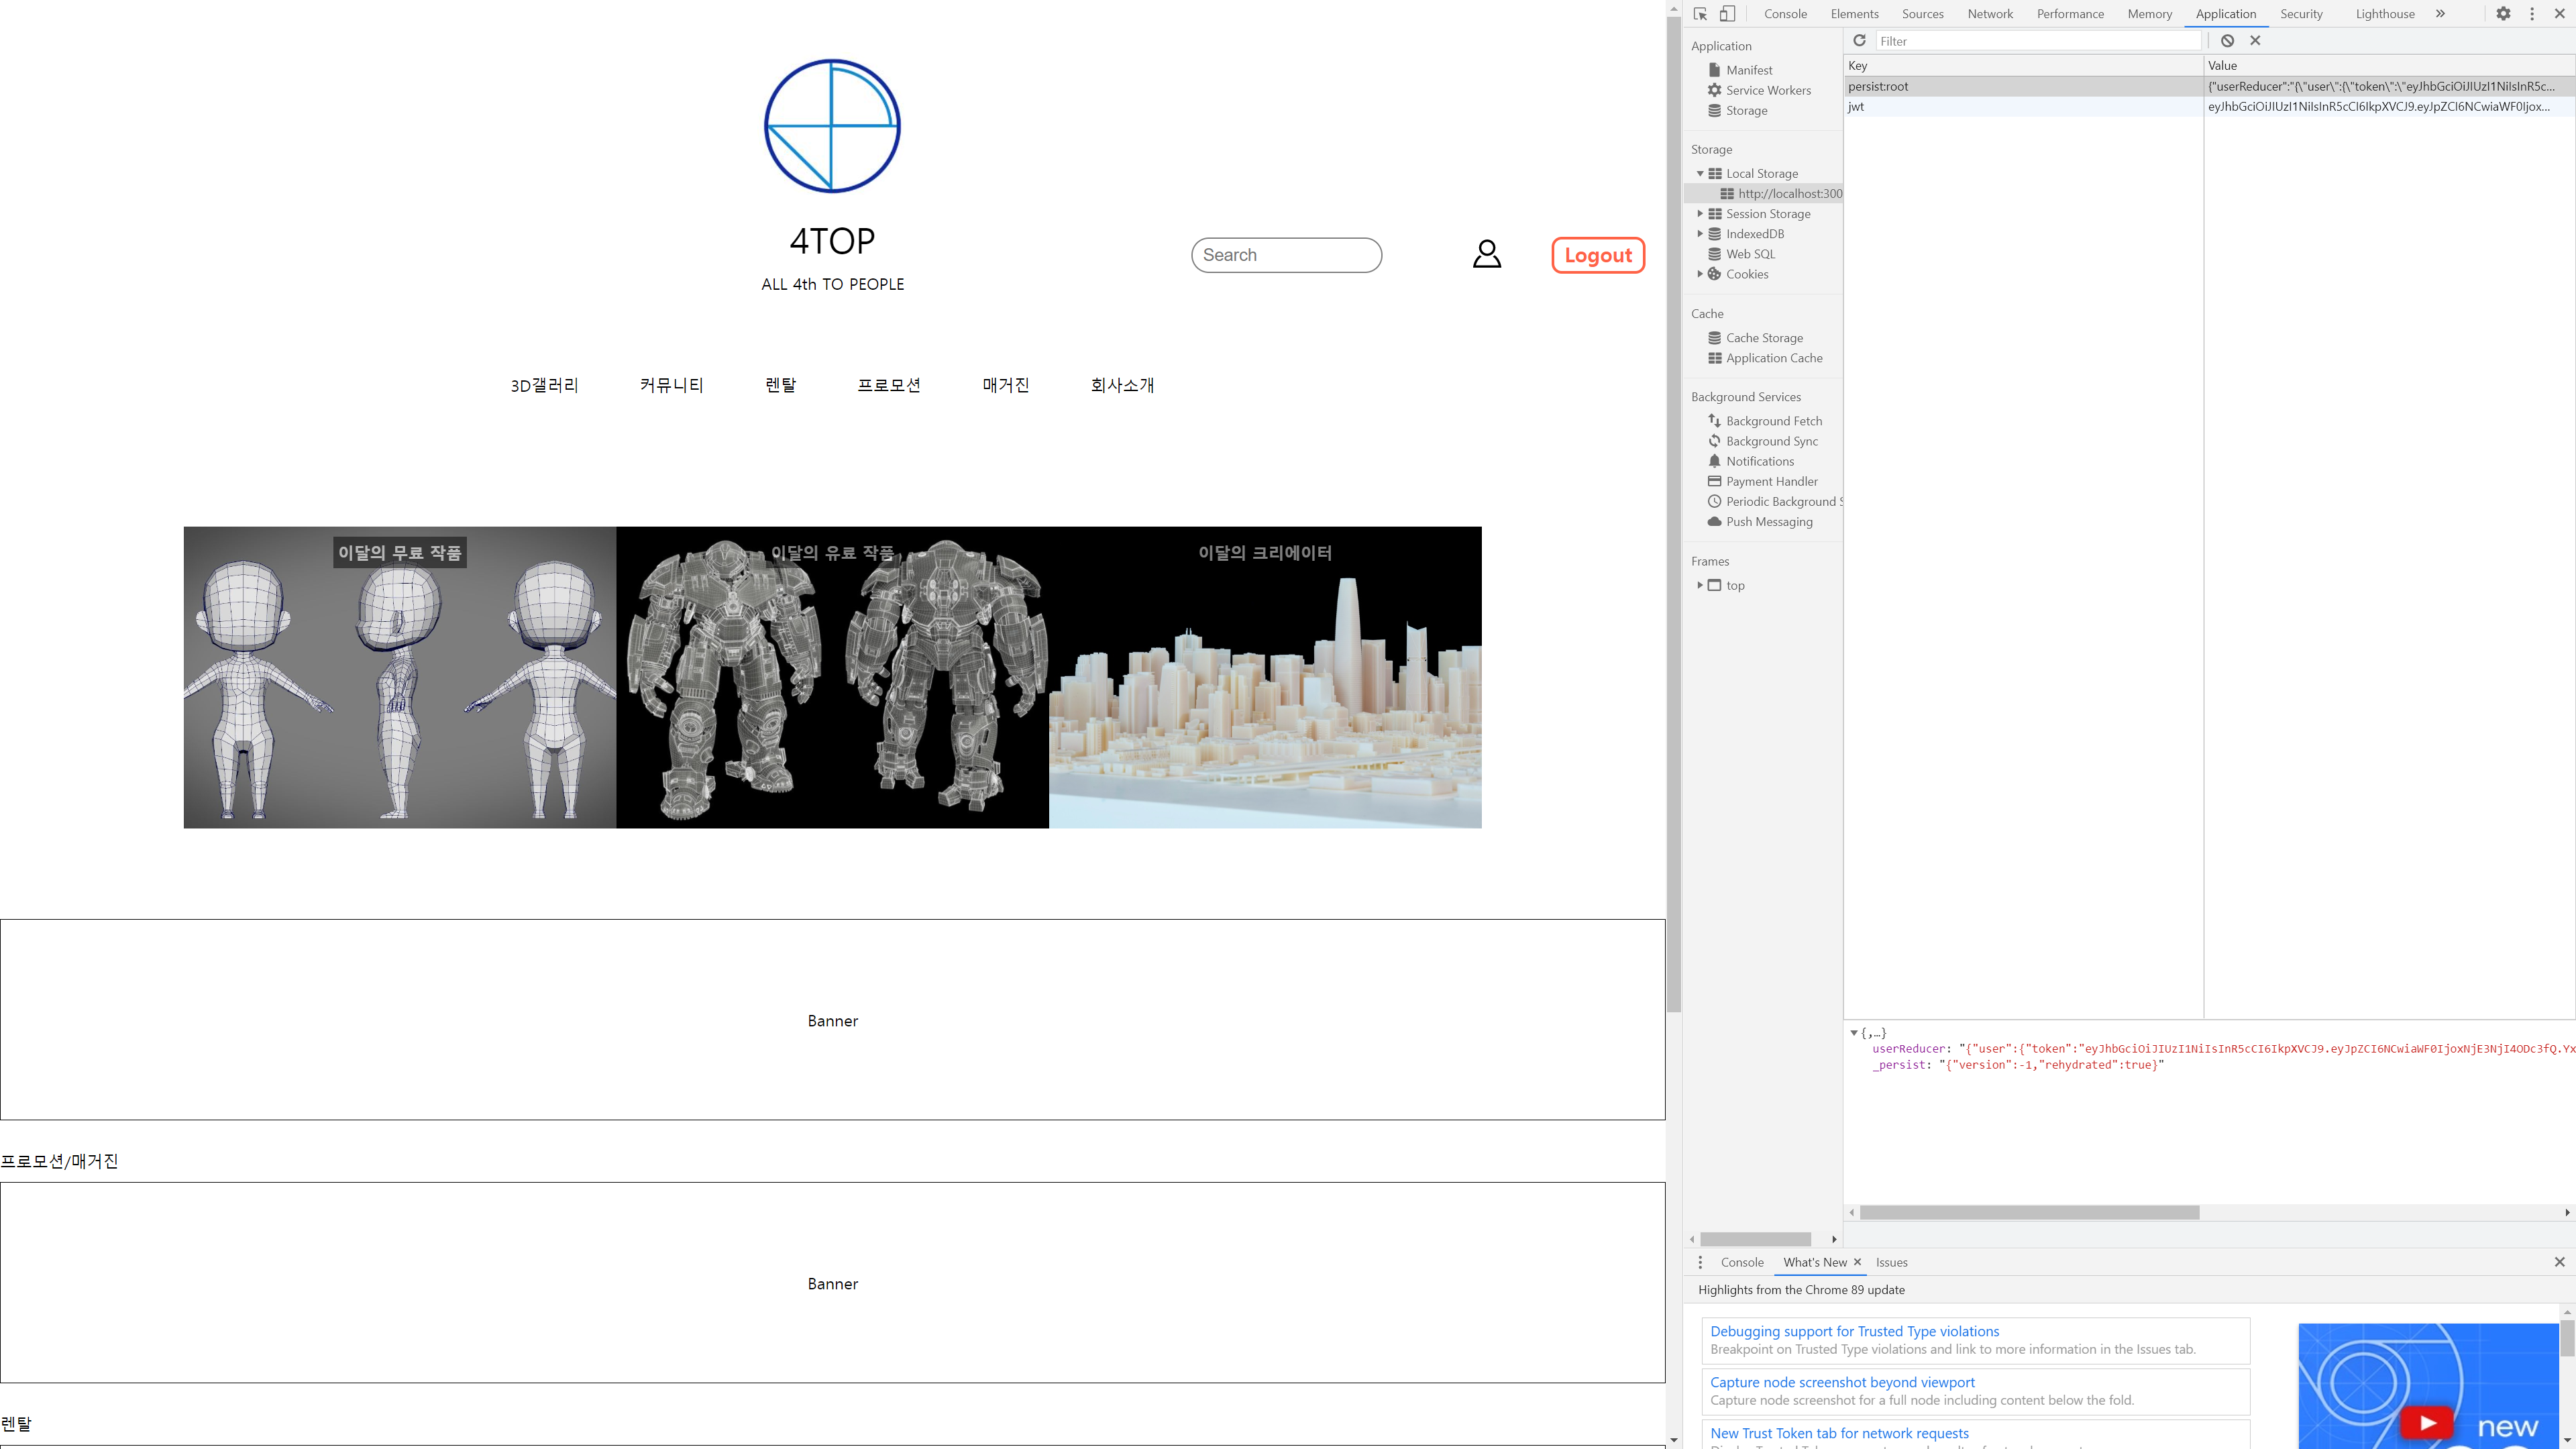 4TOP
ALL 4th TO PEOPLE
Search
Logout
3D갤러리 커뮤니티 렌탈 프로모션 매거진 회사소개
이달의 무료 작품
이달의 유료 작품
이달의 크리에이터
Banner
프로모션/매거진
Banner
렌탈
Console Elements Sources Network Performance Memory Application Security Lighthouse
Application
Manifest
Service Workers
Storage
Storage
Local Storage
http://localhost:300
Session Storage
IndexedDB
Web SQL
Cookies
Cache
Cache Storage
Application Cache
Background Services
Background Fetch
Background Sync
Notifications
Payment Handler
Periodic Background S
Push Messaging
Frames
top
Filter
Key Value
persist:root {"userReducer":"{\"user\":{\"token\":\"eyJhbGciOiJIUzI1NiIsInR5c...
jwt eyJhbGciOiJIUzI1NiIsInR5cCI6IkpXVCJ9.eyJpZCI6NCwiaWF0Ijox...
{,…}
userReducer: "{"user":{"token":"eyJhbGciOiJIUzI1NiIsInR5cCI6IkpXVCJ9.eyJpZCI6NCwiaWF0IjoxNjE3NjI4ODc3fQ.Yx
_persist: "{"version":-1,"rehydrated":true}"
Console What's New Issues
Highlights from the Chrome 89 update
Debugging support for Trusted Type violations
Breakpoint on Trusted Type violations and link to more information in the Issues tab.
Capture node screenshot beyond viewport
Capture node screenshot for a full node including content below the fold.
New Trust Token tab for network requests
new